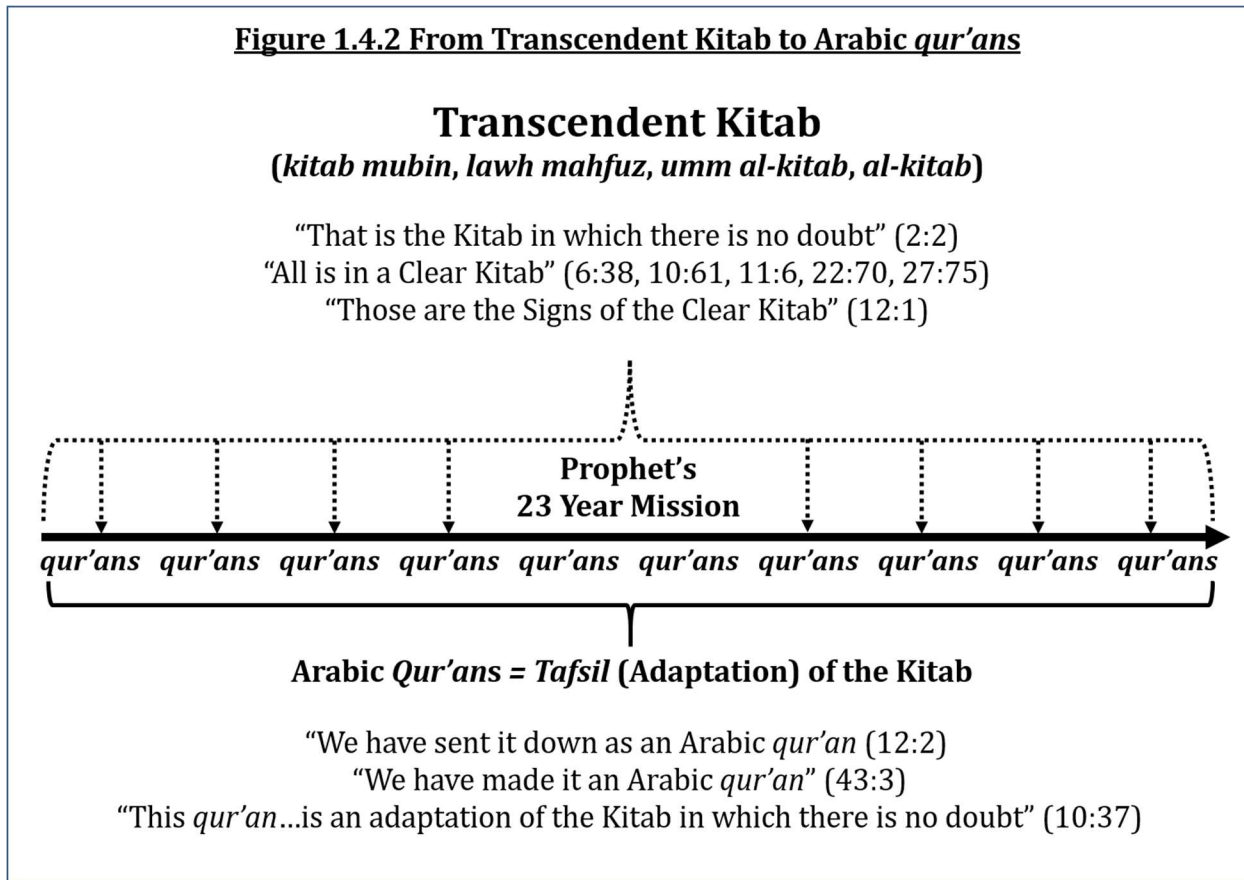 Figure 1.4.2 From Transcendent Kitab to Arabic qur’ans
Transcendent Kitab
(kitab mubin, lawh mahfuz, umm al-kitab, al-kitab)
“That is the Kitab in which there is no doubt” (2:2)
“All is in a Clear Kitab” (6:38, 10:61, 11:6, 22:70, 27:75)
“Those are the Signs of the Clear Kitab” (12:1)
Prophet’s
23 Year Mission
qur’ans qur’ans qur’ans qur’ans qur’ans qur’ans qur’ans qur’ans qur’ans qur’ans
Arabic Qur’ans = Tafsil (Adaptation) of the Kitab
“We have sent it down as an Arabic qur’an (12:2)
“We have made it an Arabic qur’an” (43:3)
“This qur’an…is an adaptation of the Kitab in which there is no doubt” (10:37)